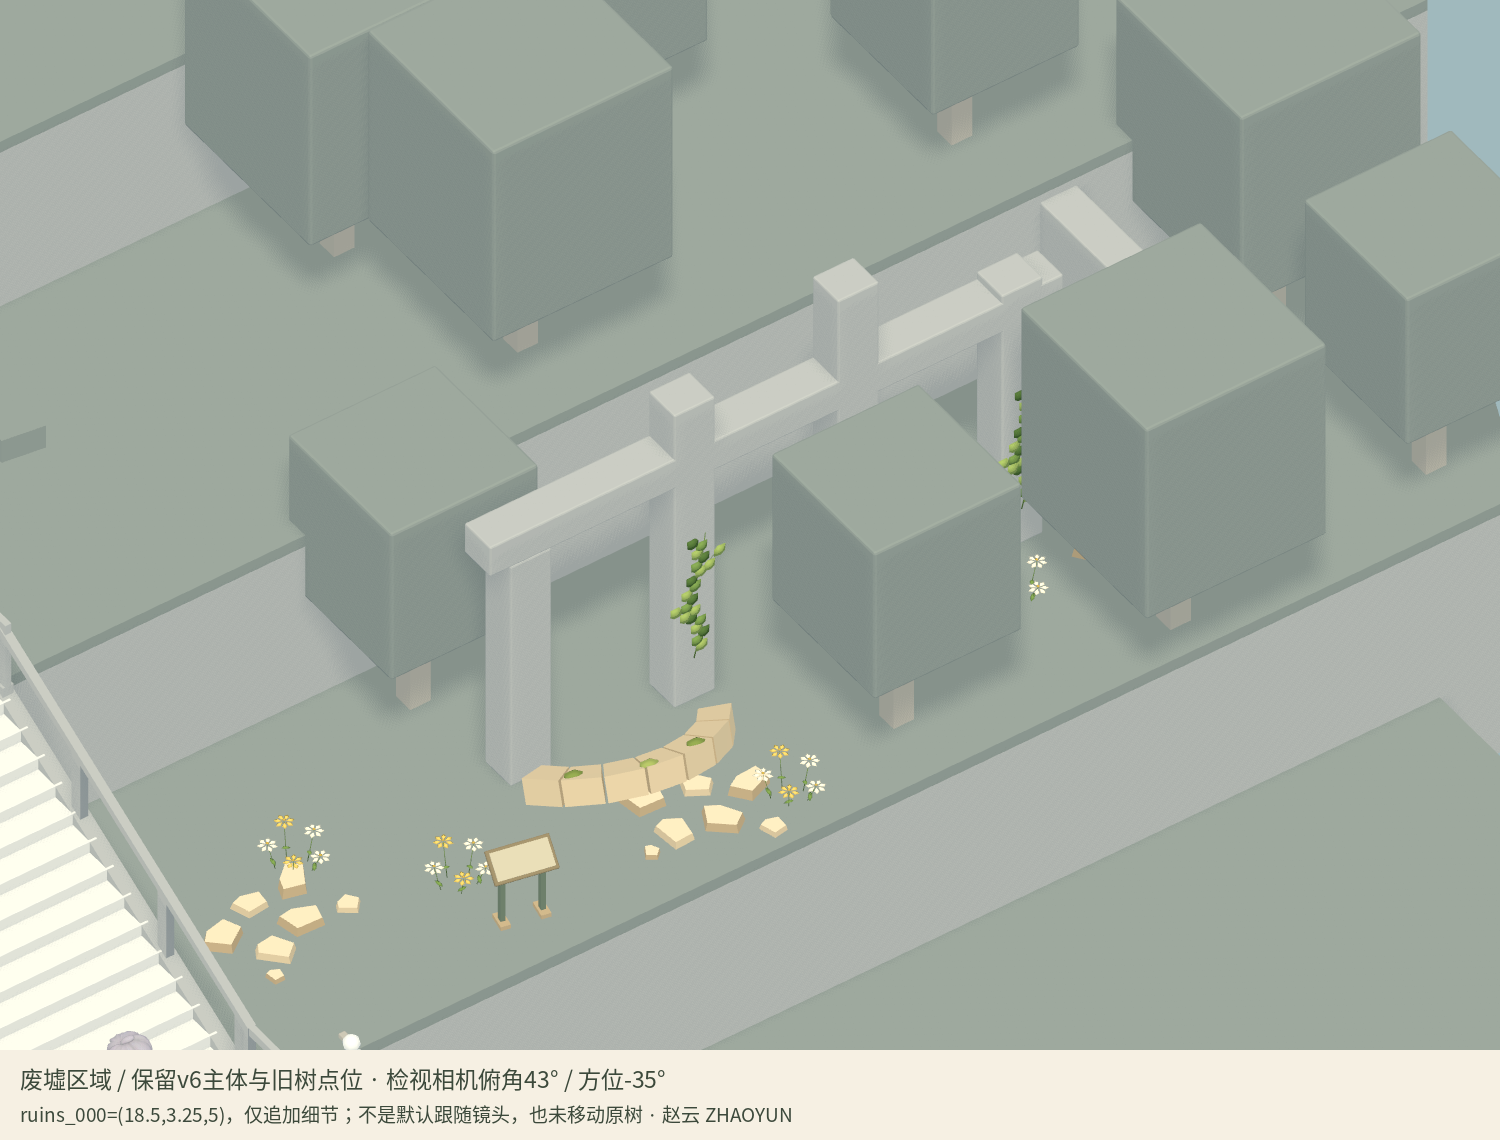 废墟区域 / 保留v6主体与旧树点位 · 检视相机俯角43° / 方位-35°
ruins_000=(18.5,3.25,5)，仅追加细节；不是默认跟随镜头，也未移动原树 · 赵云 ZHAOYUN